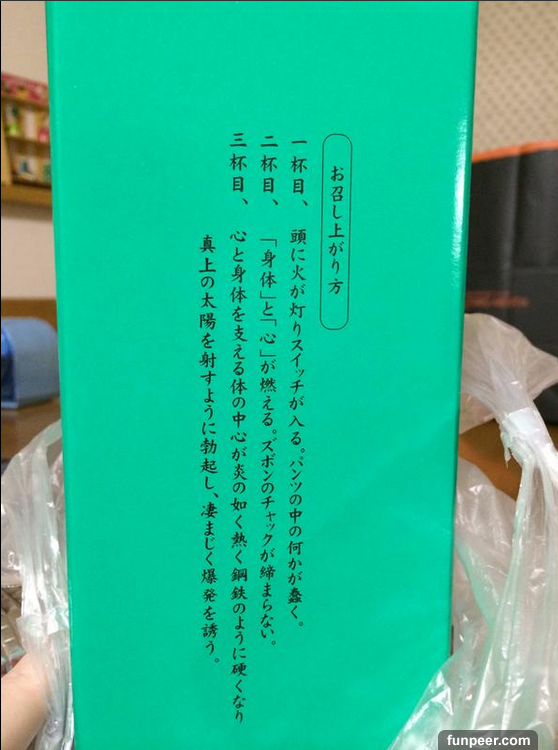 お召し上がり方
一杯目、 頭に火が灯りスイッチが入る。パンツの中の何かが蠢く。
二杯目、 「身体」と「心」が燃える。ズボンのチャックが締まらない。
三杯目、 心と身体を支える体の中心が炎の如く熱く鋼鉄のように硬くなり
真上の太陽を射すように勃起し、凄まじく爆発を誘う。
funpeer.com